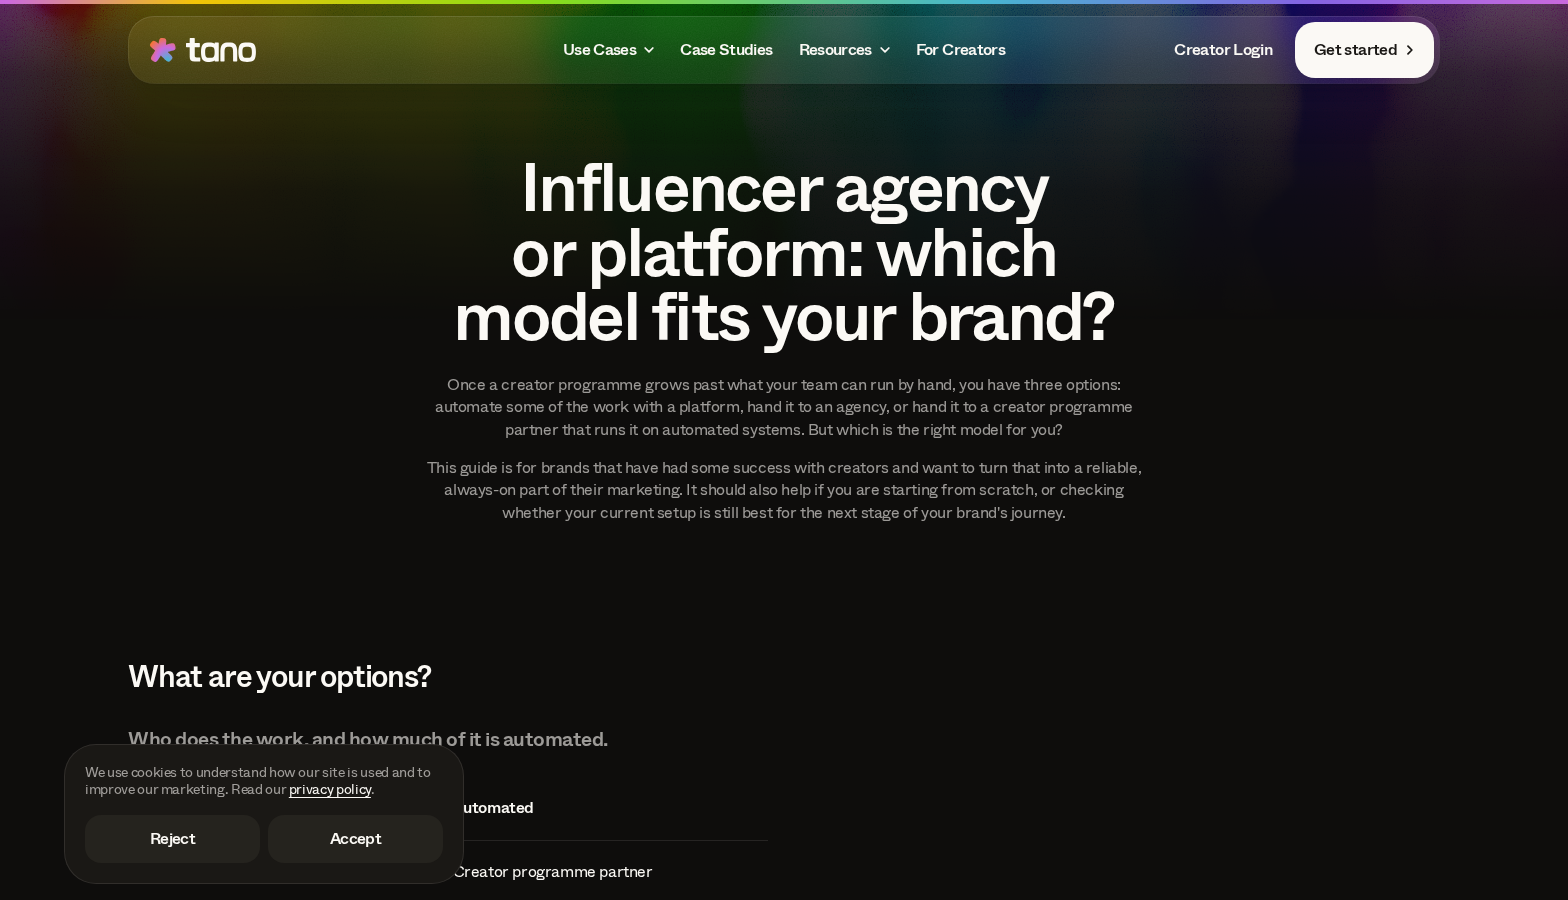 tano
Use Cases
Case Studies
Resources
For Creators
Creator Login
Get started
Influencer agency
or platform: which
model fits your brand?
Once a creator programme grows past what your team can run by hand, you have three options:
automate some of the work with a platform, hand it to an agency, or hand it to a creator programme
partner that runs it on automated systems. But which is the right model for you?
This guide is for brands that have had some success with creators and want to turn that into a reliable,
always-on part of their marketing. It should also help if you are starting from scratch, or checking
whether your current setup is still best for the next stage of your brand's journey.
What are your options?
Who does the work, and how much of it is automated.
utomated
Creator programme partner
We use cookies to understand how our site is used and to
improve our marketing. Read our privacy policy.
Reject
Accept